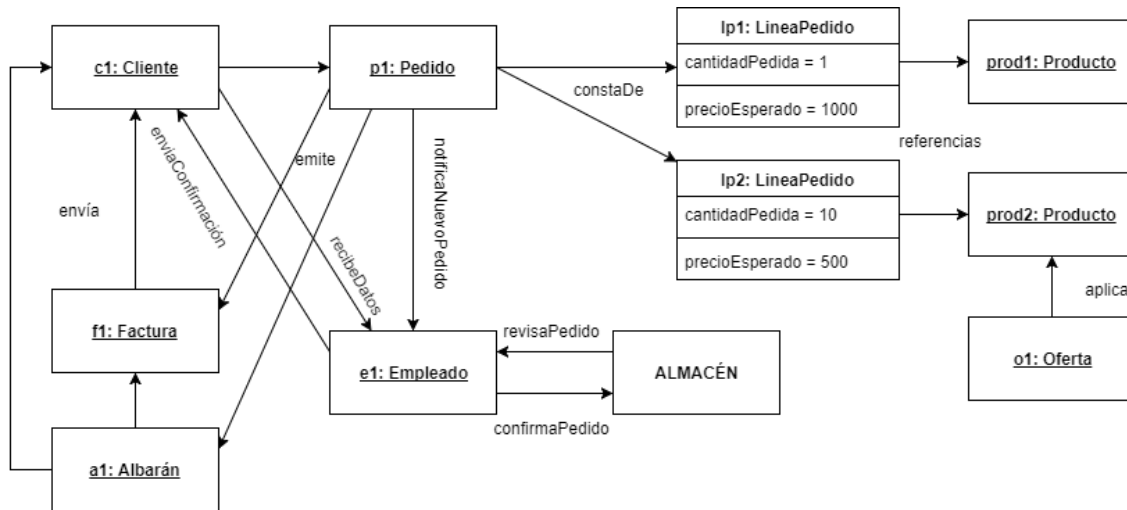 c1: Cliente
p1: Pedido
lp1: LineaPedido
cantidadPedida = 1
precioEsperado = 1000
prod1: Producto
constaDe
referencias
lp2: LineaPedido
cantidadPedida = 10
precioEsperado = 500
prod2: Producto
envíaConfirmación
emite
notificaNuevoPedido
envía
recibeDatos
aplica
f1: Factura
revisaPedido
e1: Empleado
ALMACÉN
o1: Oferta
confirmaPedido
a1: Albarán